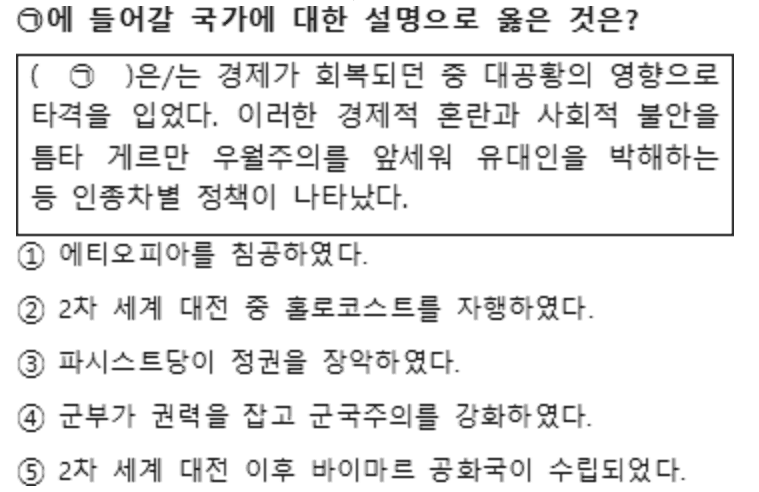 ㉠에 들어갈 국가에 대한 설명으로 옳은 것은?
( ㉠ )은/는 경제가 회복되던 중 대공황의 영향으로
타격을 입었다. 이러한 경제적 혼란과 사회적 불안을
틈타 게르만 우월주의를 앞세워 유대인을 박해하는
등 인종차별 정책이 나타났다.
① 에티오피아를 침공하였다.
② 2차 세계 대전 중 홀로코스트를 자행하였다.
③ 파시스트당이 정권을 장악하였다.
④ 군부가 권력을 잡고 군국주의를 강화하였다.
⑤ 2차 세계 대전 이후 바이마르 공화국이 수립되었다.